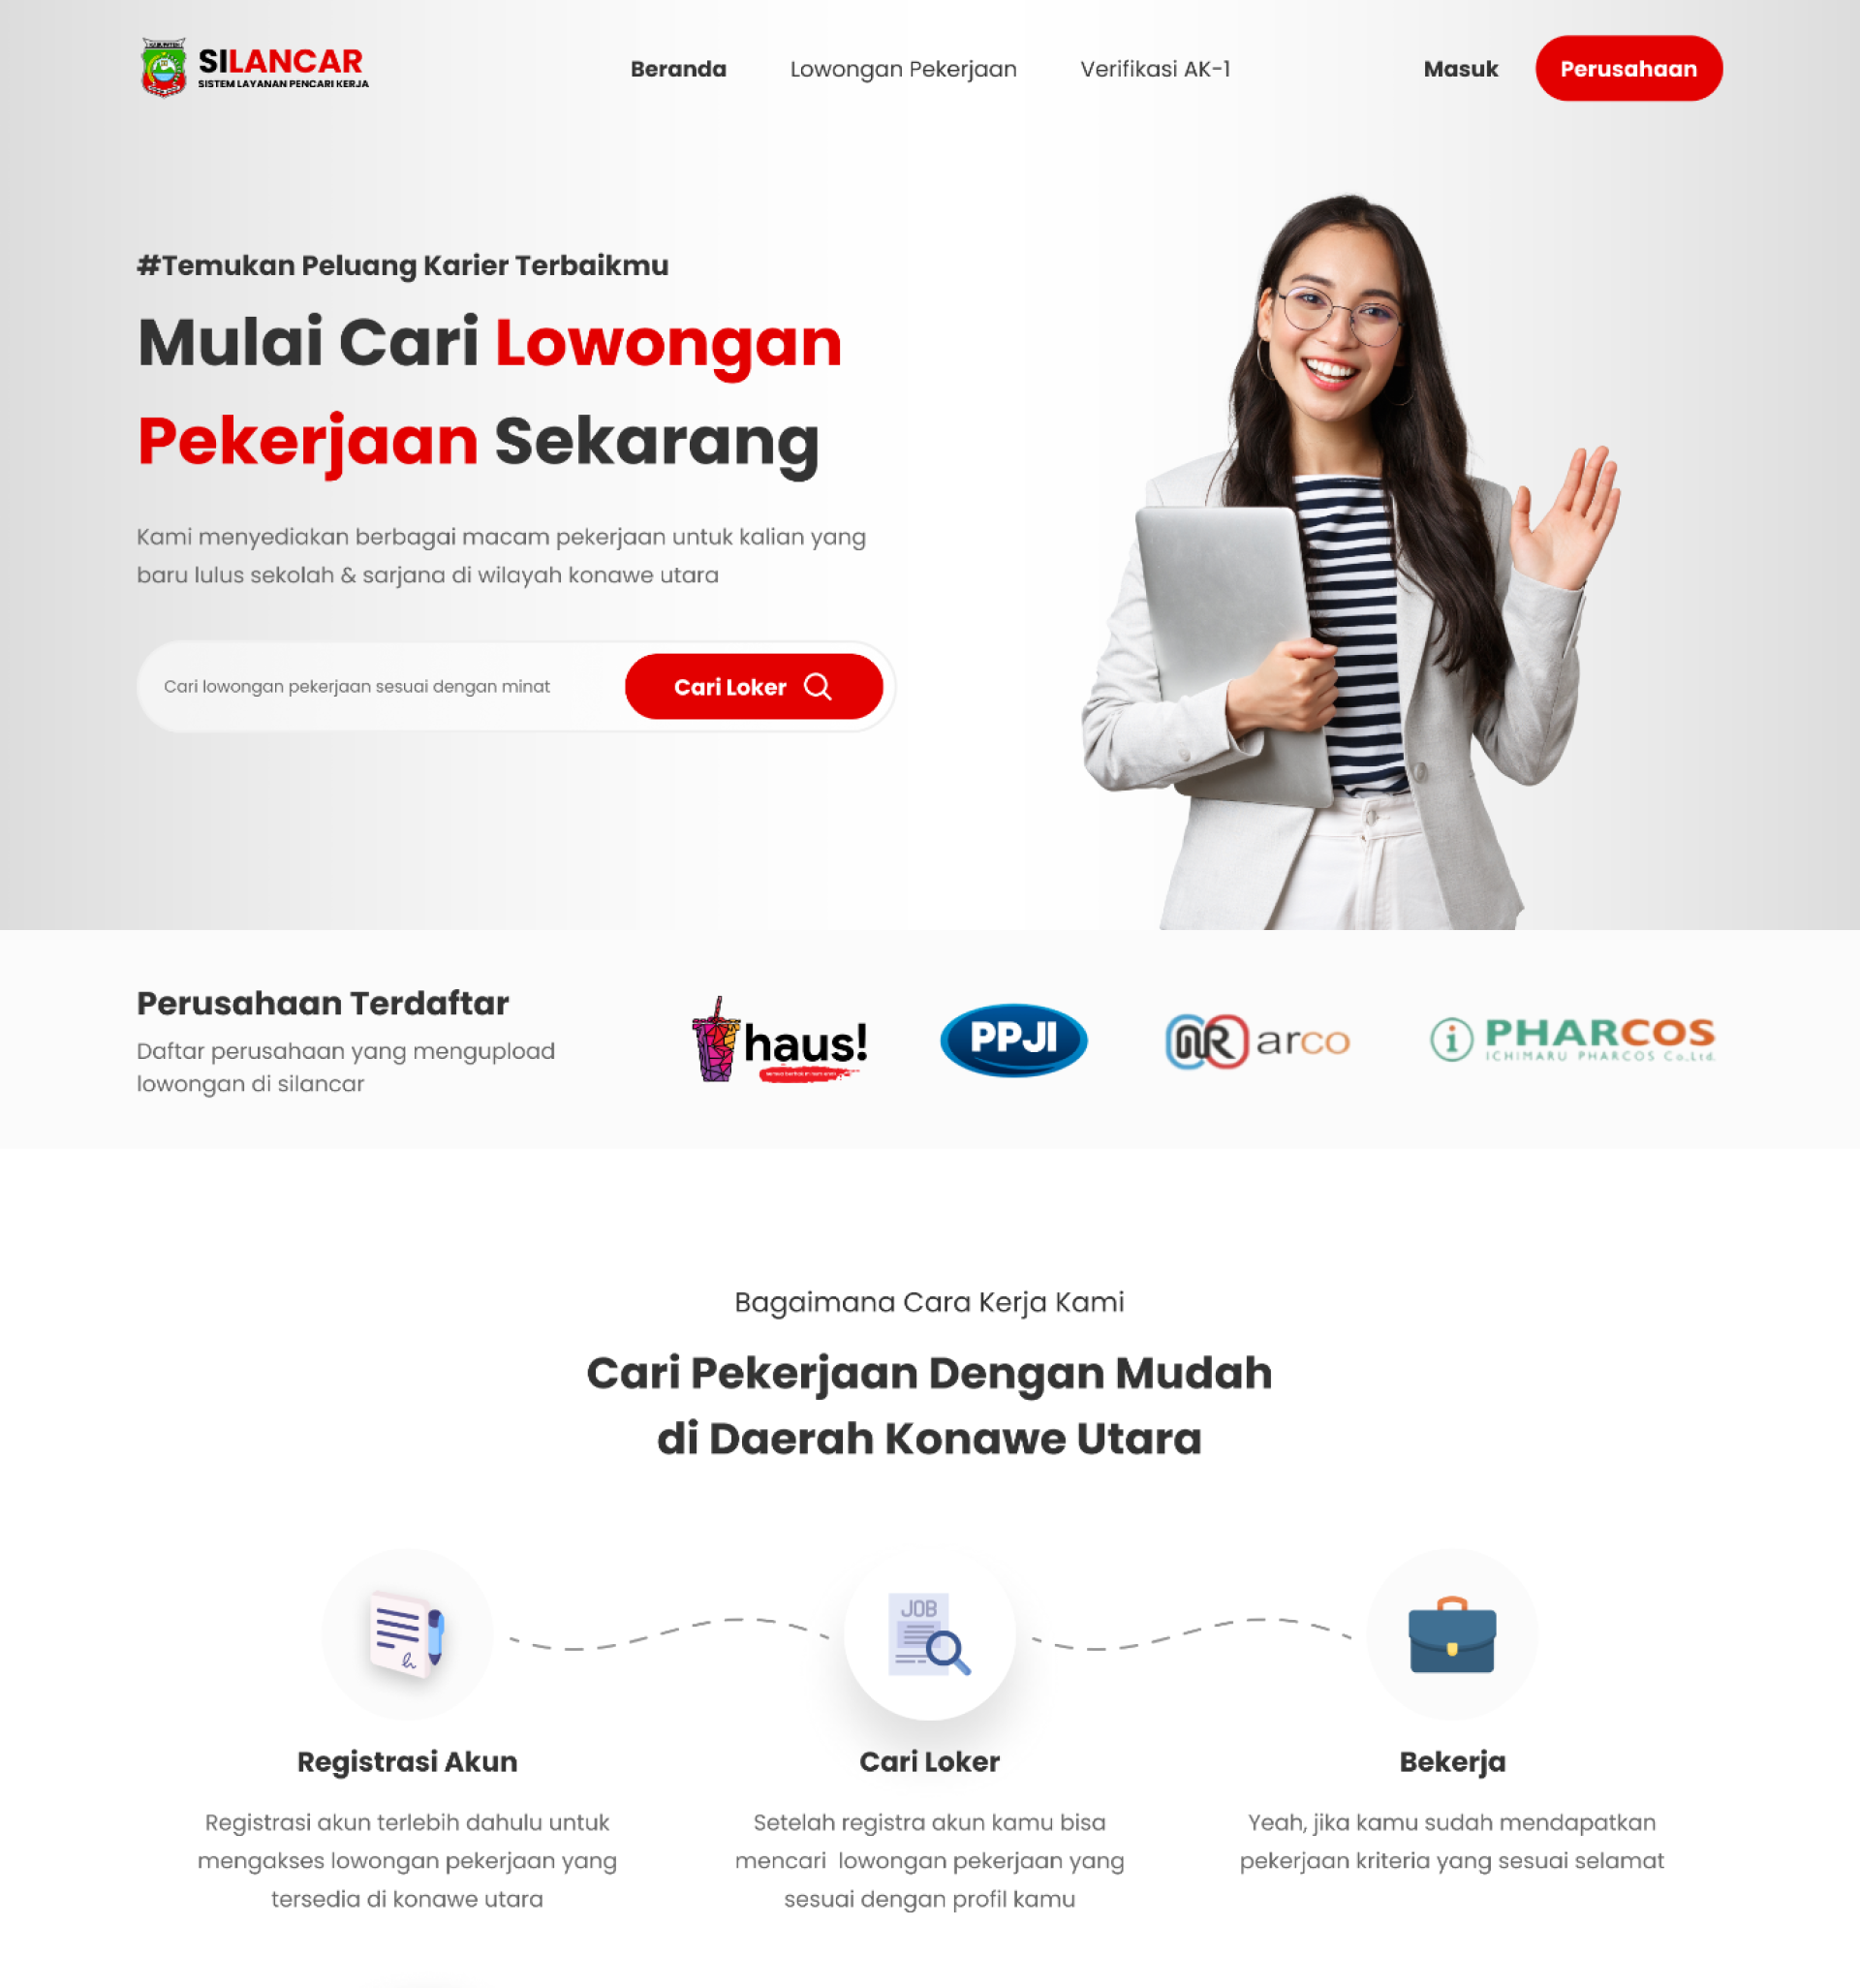 SILANCAR
SISTEM LAYANAN PENCARI KERJA
Beranda
Lowongan Pekerjaan
Verifikasi AK-1
Masuk
Perusahaan
#Temukan Peluang Karier Terbaikmu
Mulai Cari Lowongan
Pekerjaan Sekarang
Kami menyediakan berbagai macam pekerjaan untuk kalian yang
baru lulus sekolah & sarjana di wilayah konawe utara
Cari lowongan pekerjaan sesuai dengan minat
Cari Loker
Perusahaan Terdaftar
Daftar perusahaan yang mengupload
lowongan di silancar
haus!
PPJI
arco
i PHARCOS
ICHIMARU PHARCOS Co.Ltd.
Bagaimana Cara Kerja Kami
Cari Pekerjaan Dengan Mudah
di Daerah Konawe Utara
JOB
Registrasi Akun
Registrasi akun terlebih dahulu untuk
mengakses lowongan pekerjaan yang
tersedia di konawe utara
Cari Loker
Setelah registra akun kamu bisa
mencari  lowongan pekerjaan yang
sesuai dengan profil kamu
Bekerja
Yeah, jika kamu sudah mendapatkan
pekerjaan kriteria yang sesuai selamat